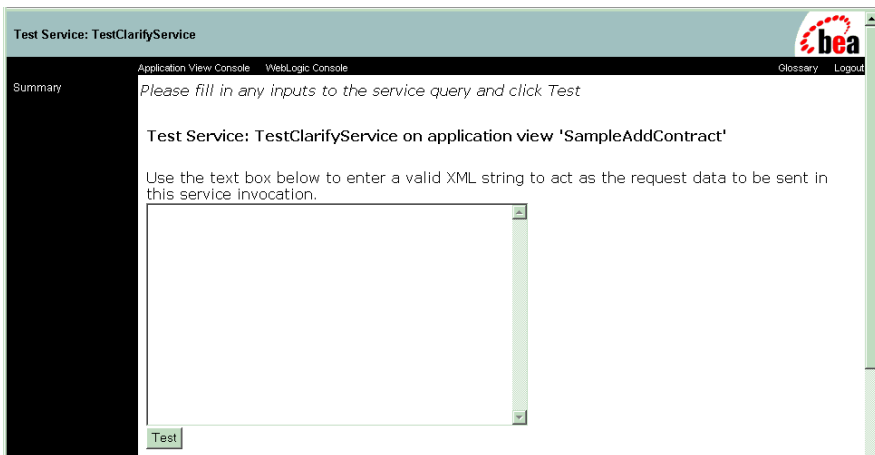 Test Service: TestClarifyService
bea
Application View Console WebLogic Console Glossary Logout
Summary
Please fill in any inputs to the service query and click Test
Test Service: TestClarifyService on application view 'SampleAddContract'
Use the text box below to enter a valid XML string to act as the request data to be sent in
this service invocation.
Test